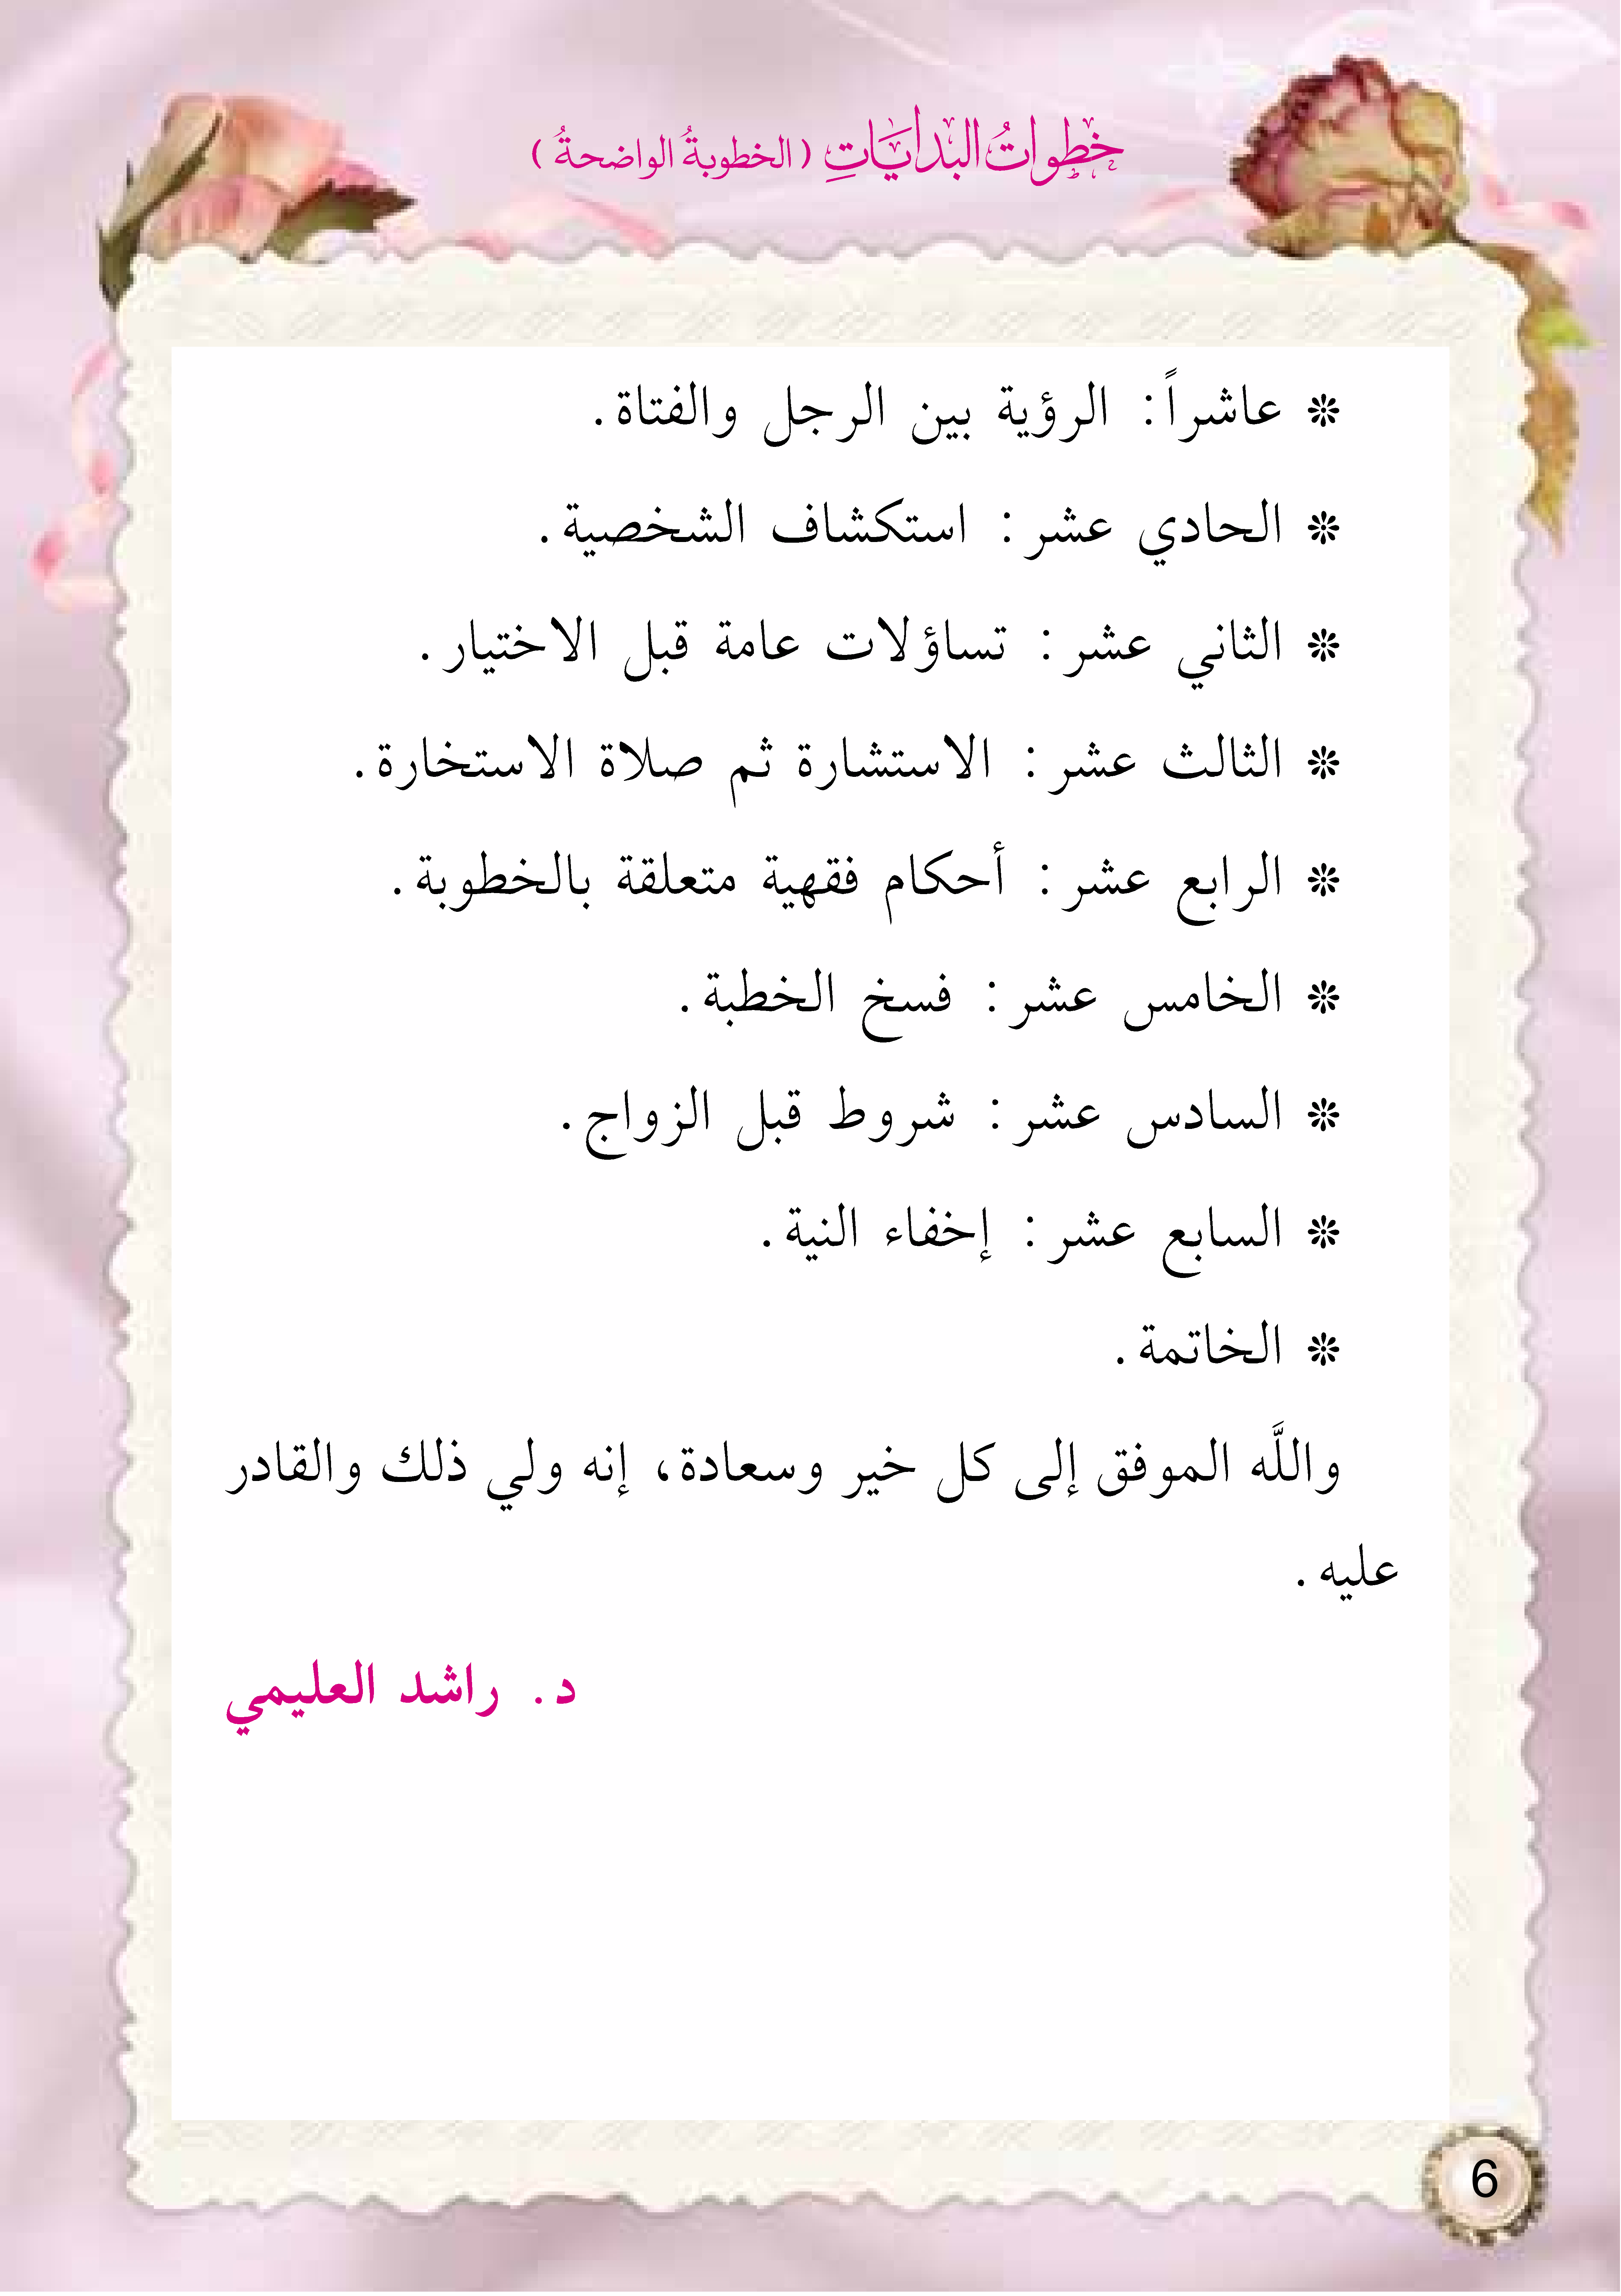 خطواتُ البدايَاتِ ( الخطوبةُ الواضحةُ )
❊ عاشراً: الرؤية بين الرجل والفتاة.
❊ الحادي عشر: استكشاف الشخصية.
❊ الثاني عشر: تساؤلات عامة قبل الاختيار.
❊ الثالث عشر: الاستشارة ثم صلاة الاستخارة.
❊ الرابع عشر: أحكام فقهية متعلقة بالخطوبة.
❊ الخامس عشر: فسخ الخطبة.
❊ السادس عشر: شروط قبل الزواج.
❊ السابع عشر: إخفاء النية.
❊ الخاتمة.
واللَّه الموفق إلى كل خير وسعادة، إنه ولي ذلك والقادر
عليه.
د. راشد العليمي
6